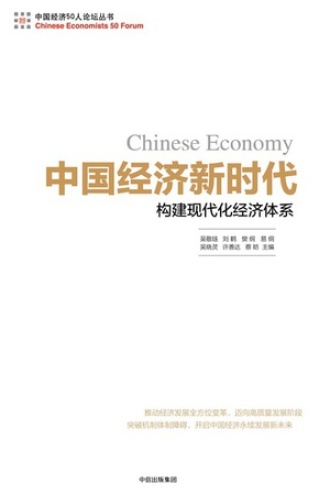 中国经济50人论坛丛书
Chinese Economists 50 Forum
Chinese Economy
中国经济新时代
构建现代化经济体系
吴敬琏 刘鹤 樊纲 易纲
吴晓灵 许善达 蔡昉 主编
推动经济发展全方位变革，迈向高质量发展阶段
突破机制体制障碍，开启中国经济永续发展新未来
中信出版集团